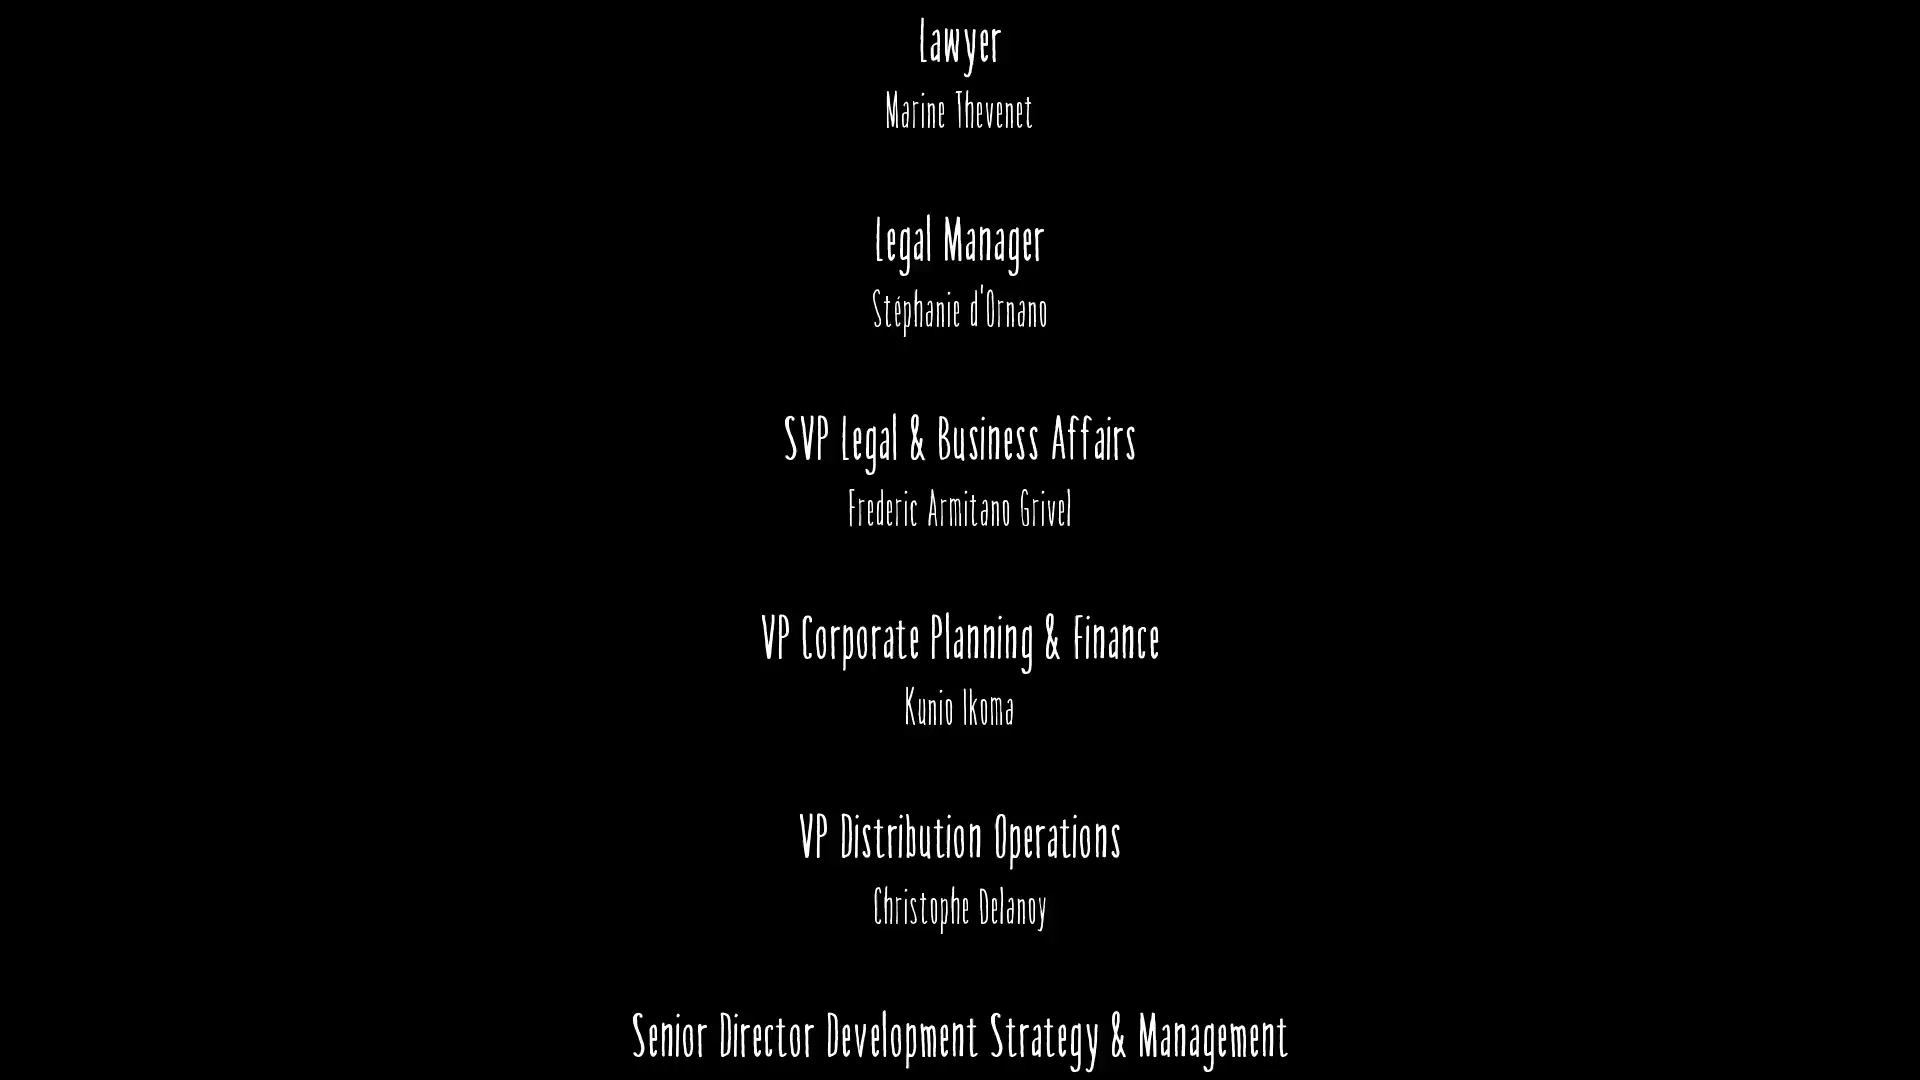 Lawyer
Marine Thevenet
Legal Manager
Stéphanie d'Ornano
SVP Legal & Business Affairs
Frederic Armitano Grivel
VP Corporate Planning & Finance
Kunio Ikoma
VP Distribution Operations
Christophe Delanoy
Senior Director Development Strategy & Management